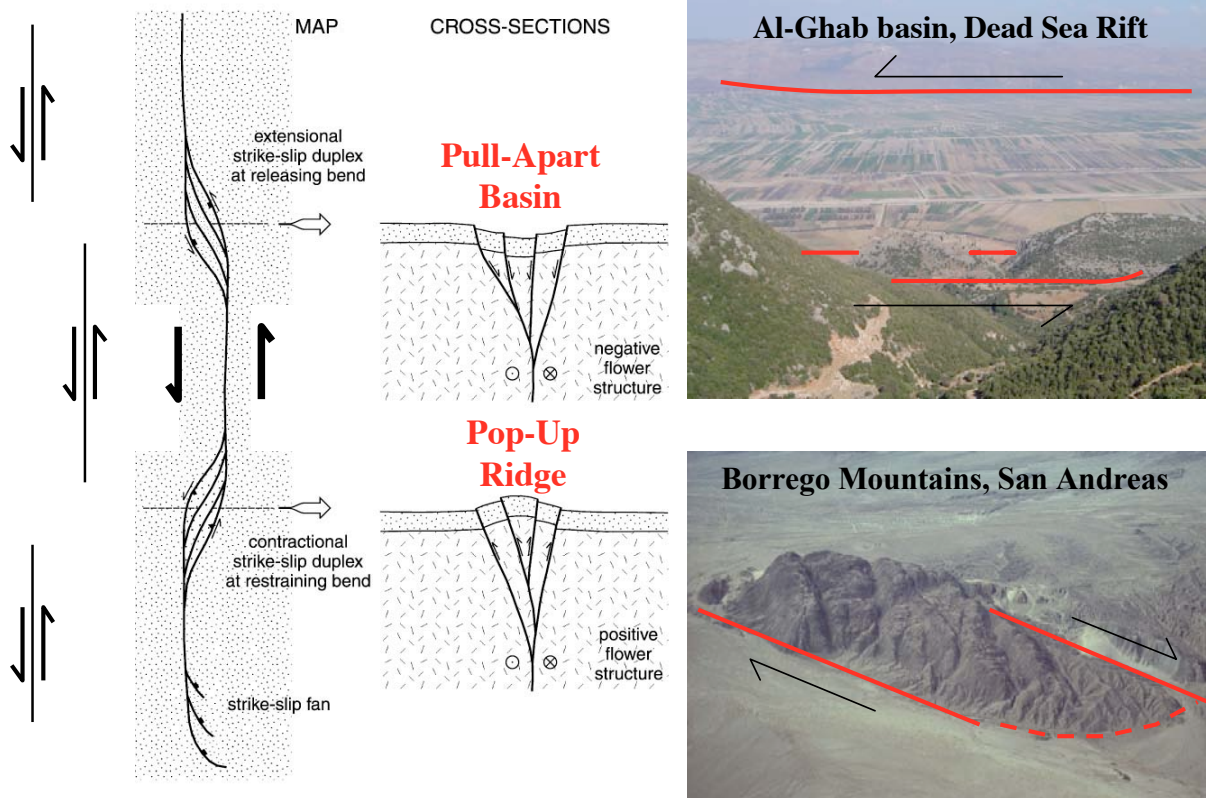 MAP
CROSS-SECTIONS
extensional
strike-slip duplex
at releasing bend
Pull-Apart
Basin
negative
flower
structure
Pop-Up
Ridge
contractional
strike-slip duplex
at restraining bend
positive
flower
structure
strike-slip fan
Al-Ghab basin, Dead Sea Rift
Borrego Mountains, San Andreas